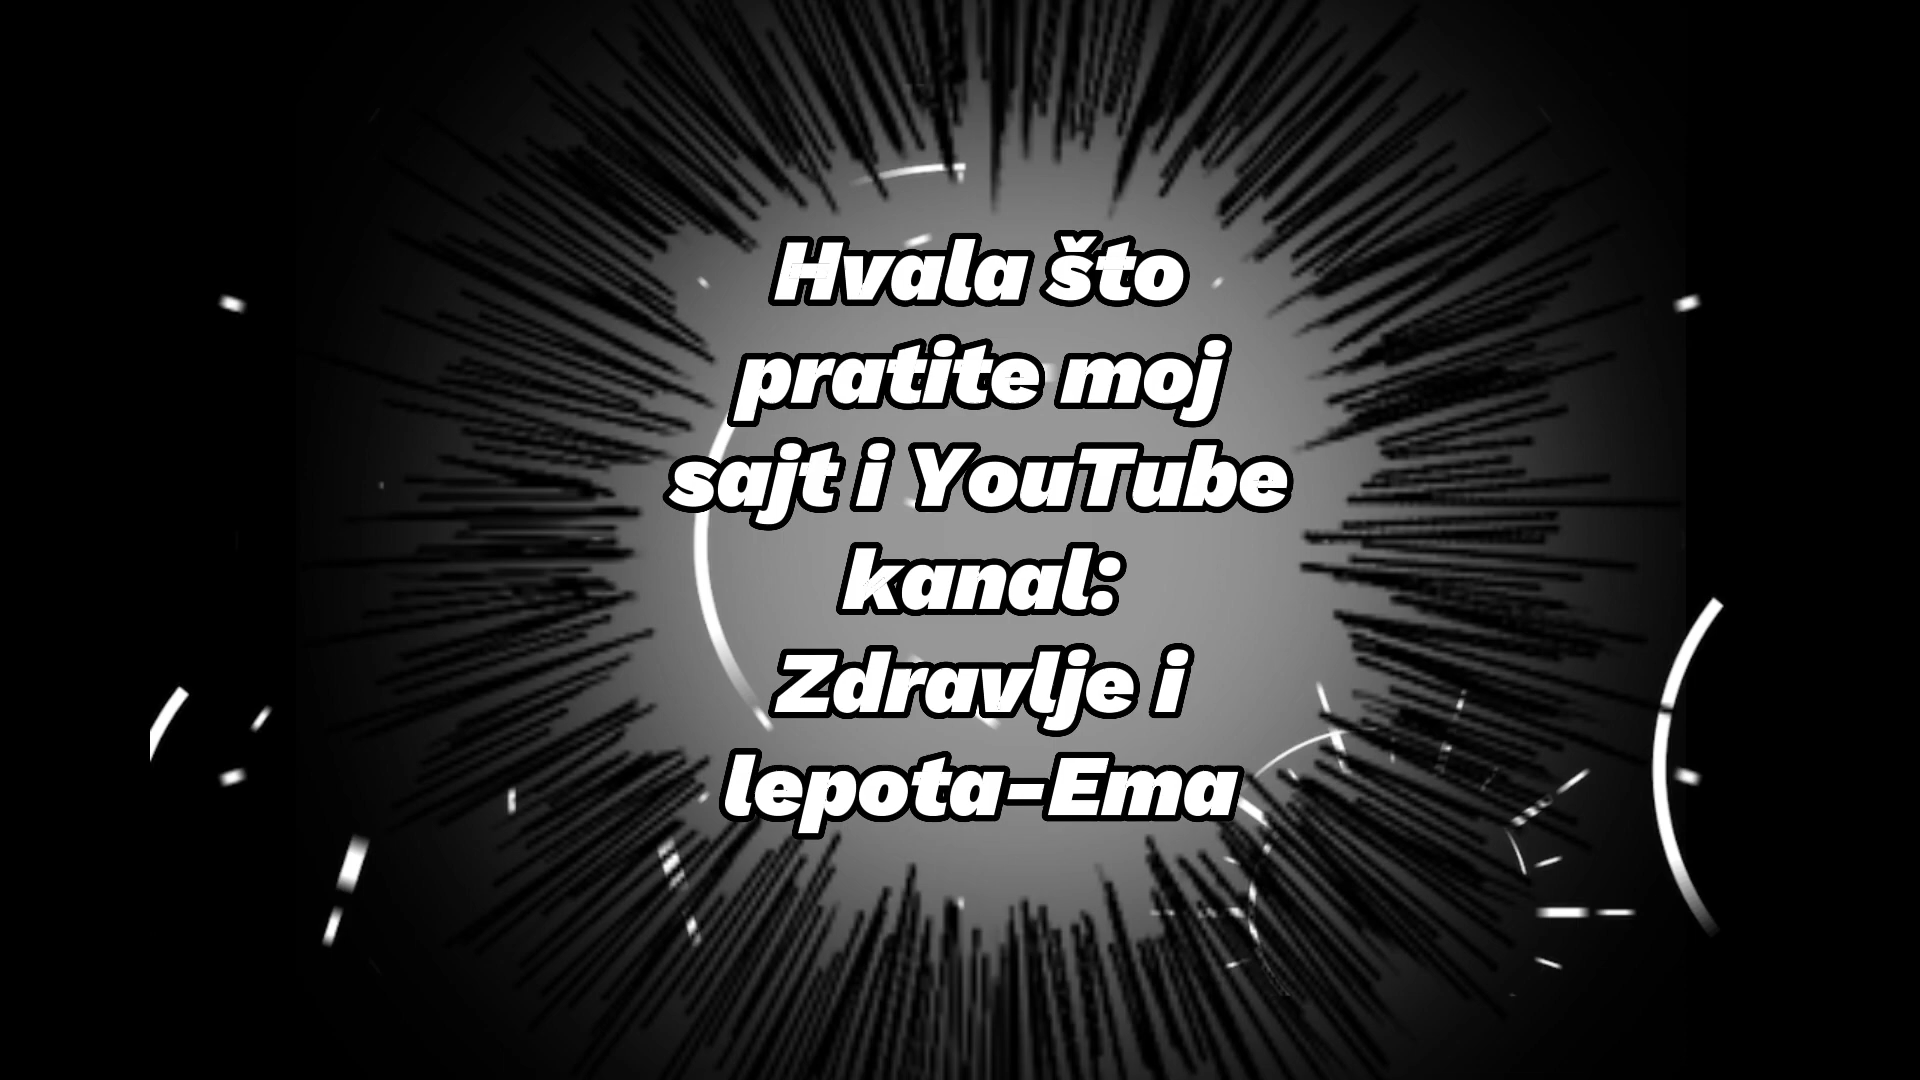 Hvala što
pratite moj
sajt i YouTube
kanal:
Zdravlje i
lepota-Ema